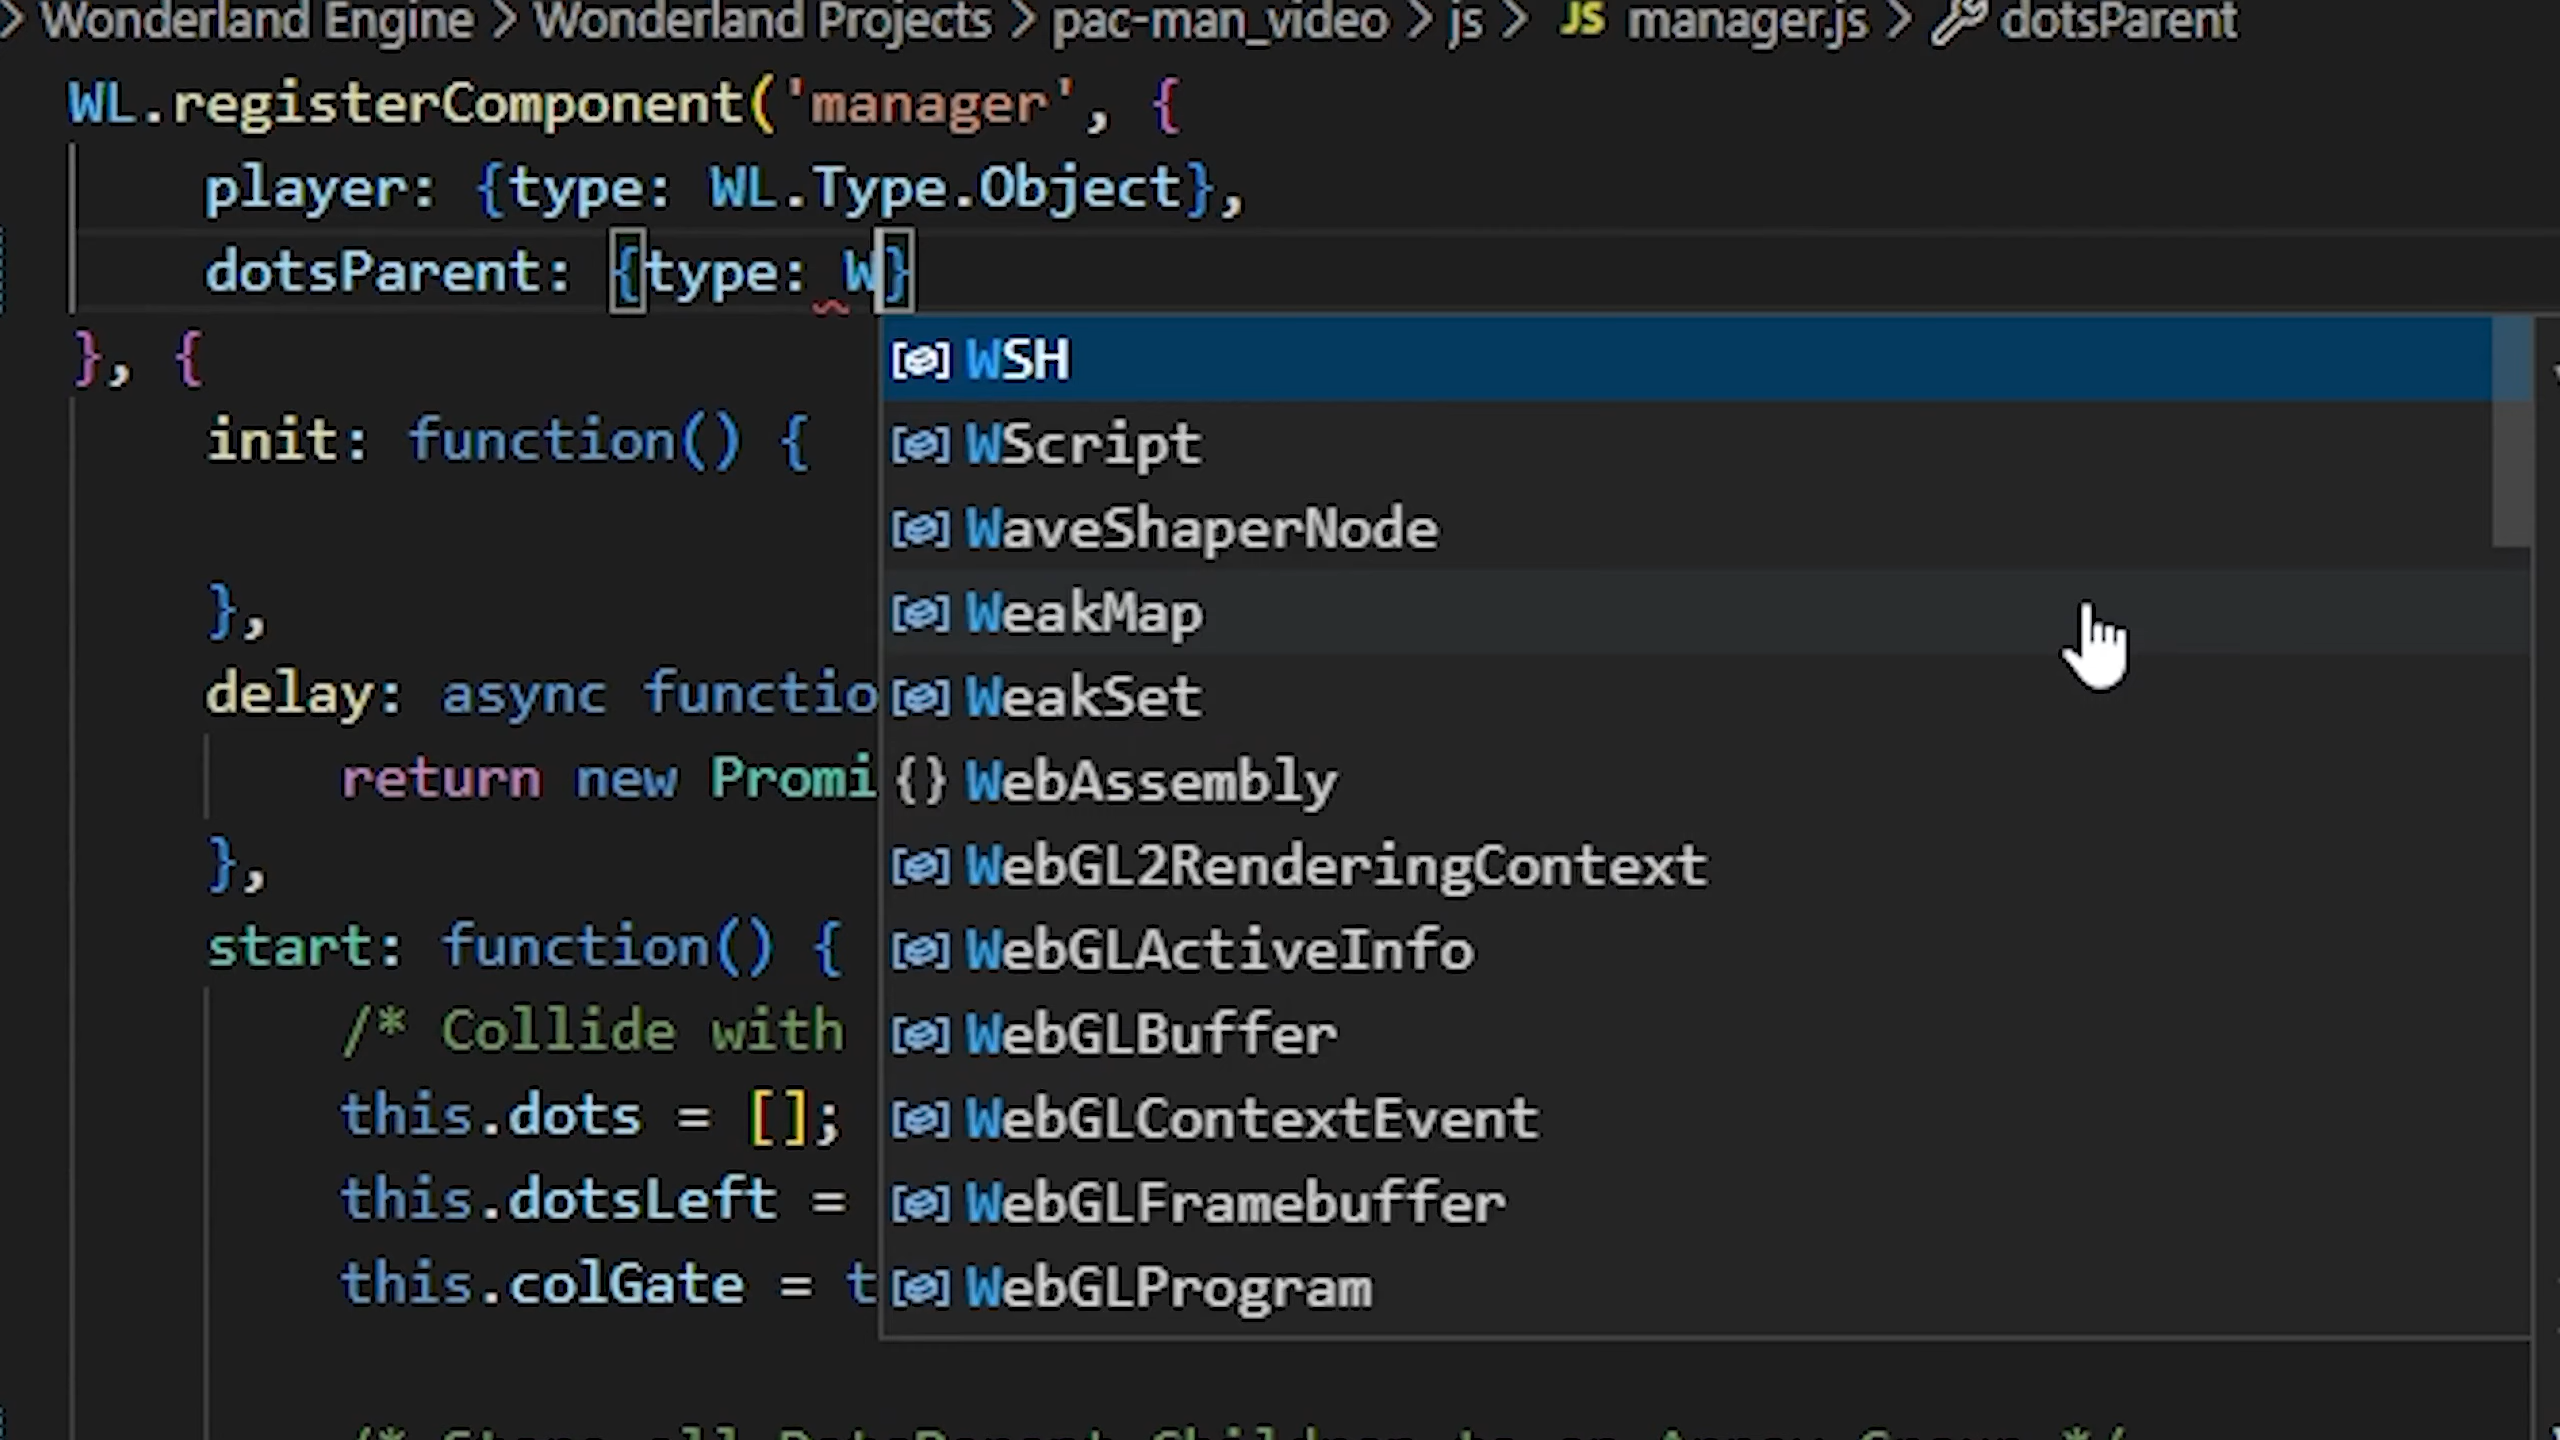 > Wonderland Engine > Wonderland Projects > pac-man_video > js > JS manager.js > dotsParent
WL.registerComponent('manager', {
player: {type: WL.Type.Object},
dotsParent: {type: W}
}, {
WSH
init: function() {
WScript
WaveShaperNode
},
WeakMap
delay: async functio
WeakSet
return new Promi
{} WebAssembly
},
WebGL2RenderingContext
start: function() {
WebGLActiveInfo
/* Collide with
WebGLBuffer
this.dots = [];
WebGLContextEvent
this.dotsLeft =
WebGLFramebuffer
this.colGate = t
WebGLProgram